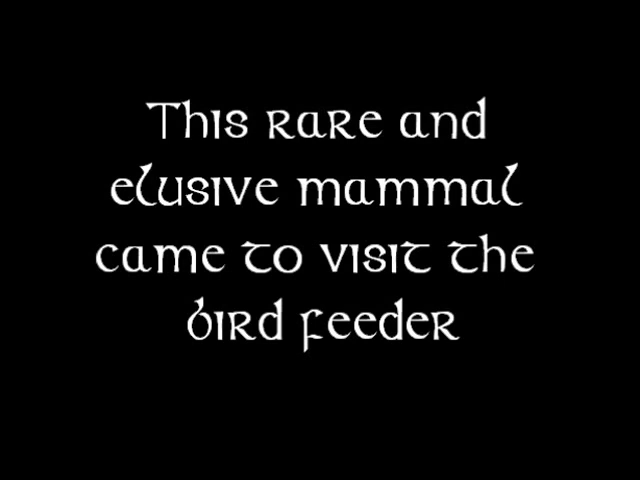 This rare and
elusive mammal
came to visit the
bird feeder